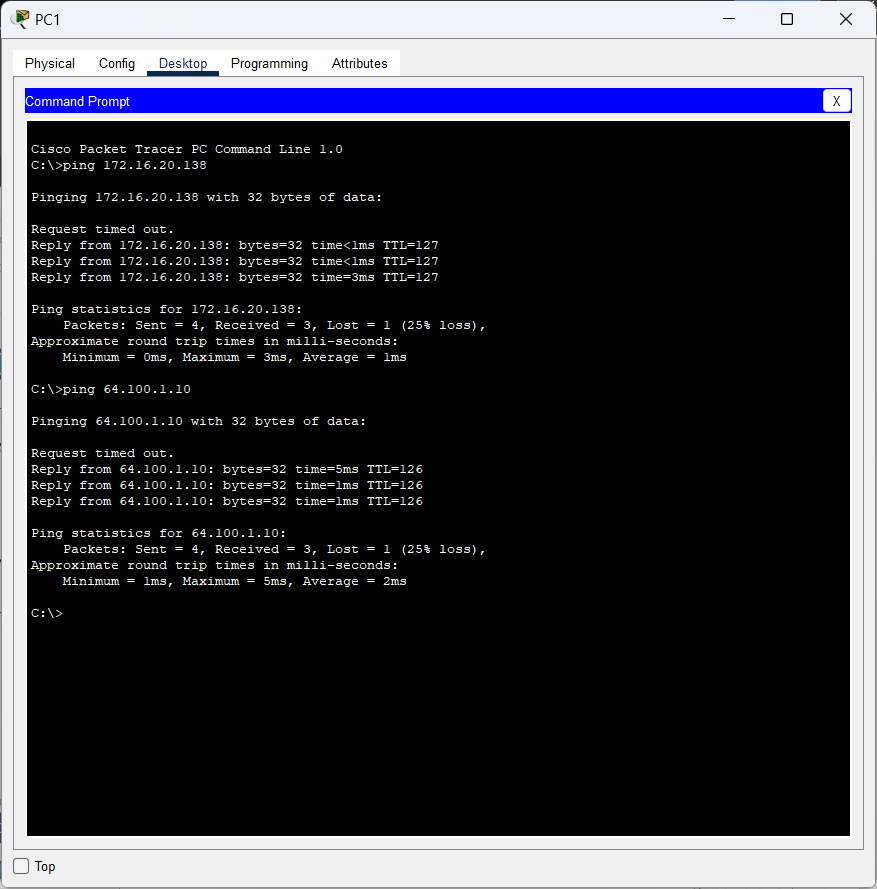 PC1
Physical Config Desktop Programming Attributes
Command Prompt
X
Cisco Packet Tracer PC Command Line 1.0
C:\>ping 172.16.20.138
Pinging 172.16.20.138 with 32 bytes of data:
Request timed out.
Reply from 172.16.20.138: bytes=32 time<1ms TTL=127
Reply from 172.16.20.138: bytes=32 time<1ms TTL=127
Reply from 172.16.20.138: bytes=32 time=3ms TTL=127
Ping statistics for 172.16.20.138:
    Packets: Sent = 4, Received = 3, Lost = 1 (25% loss),
Approximate round trip times in milli-seconds:
    Minimum = 0ms, Maximum = 3ms, Average = 1ms
C:\>ping 64.100.1.10
Pinging 64.100.1.10 with 32 bytes of data:
Request timed out.
Reply from 64.100.1.10: bytes=32 time=5ms TTL=126
Reply from 64.100.1.10: bytes=32 time=1ms TTL=126
Reply from 64.100.1.10: bytes=32 time=1ms TTL=126
Ping statistics for 64.100.1.10:
    Packets: Sent = 4, Received = 3, Lost = 1 (25% loss),
Approximate round trip times in milli-seconds:
    Minimum = 1ms, Maximum = 5ms, Average = 2ms
C:\>
Top